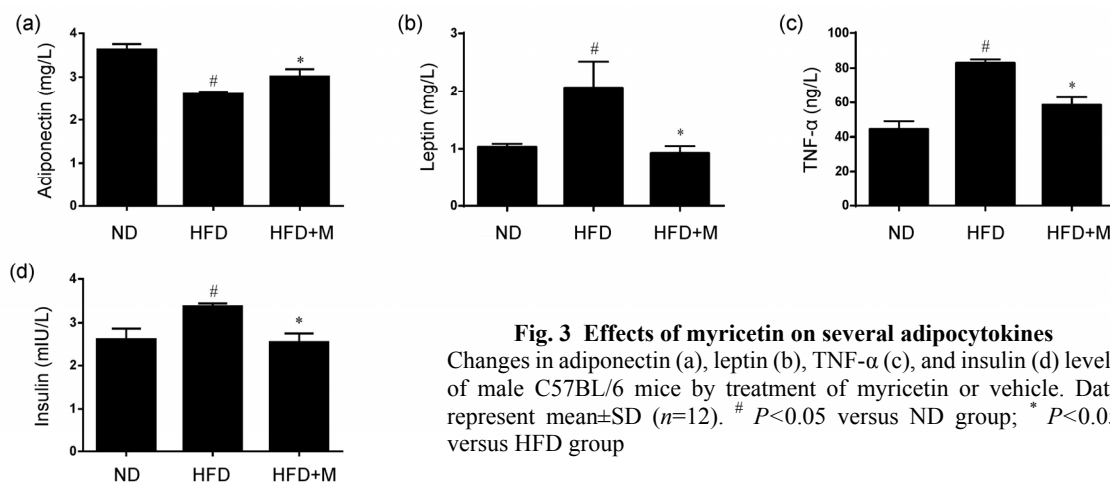 (a)
Adiponectin (mg/L)
4
3
2
1
0
#
*
ND HFD HFD+M
(b)
Leptin (mg/L)
3
2
1
0
#
*
ND HFD HFD+M
(c)
TNF-α (ng/L)
100
80
60
40
20
0
#
*
ND HFD HFD+M
(d)
Insulin (mIU/L)
4
3
2
1
0
#
*
ND HFD HFD+M
Fig. 3 Effects of myricetin on several adipocytokines
Changes in adiponectin (a), leptin (b), TNF-α (c), and insulin (d) level
of male C57BL/6 mice by treatment of myricetin or vehicle. Dat
represent mean±SD (n=12). # P<0.05 versus ND group; * P<0.0
versus HFD group